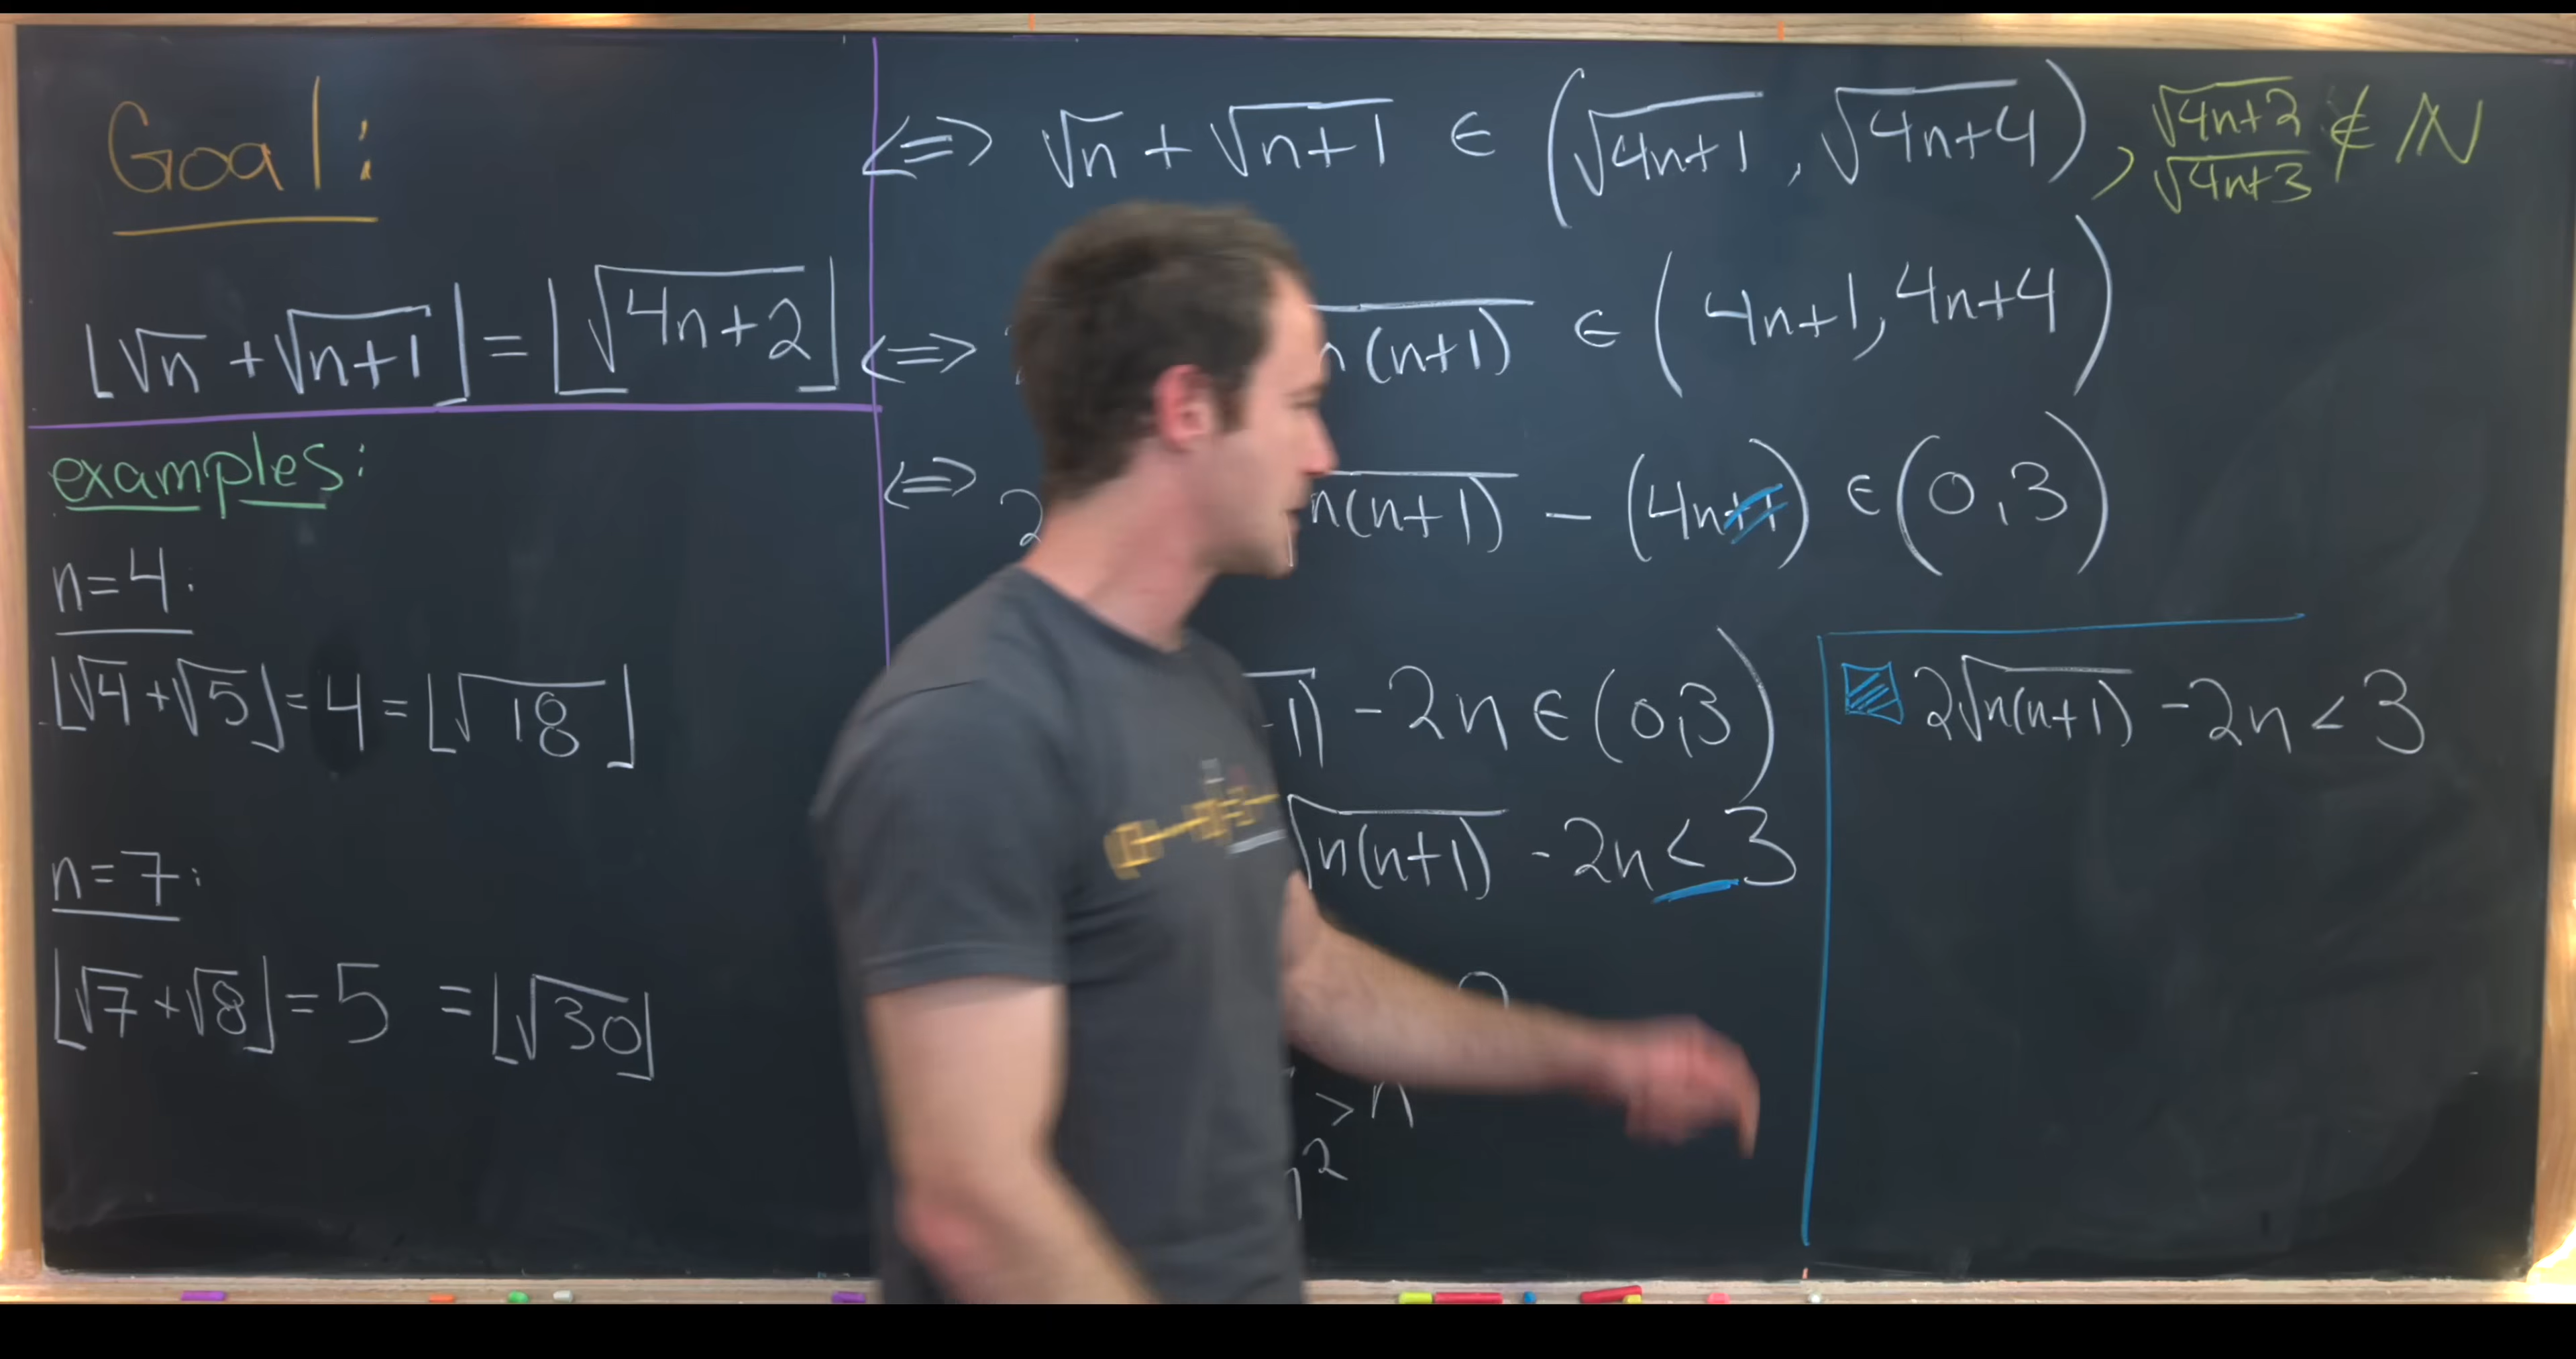 Goal:
⌊√n + √(n+1)⌋ = ⌊√(4n+2)⌋
examples:
n=4:
⌊√4 + √5⌋ = 4 = ⌊√18⌋
n=7:
⌊√7 + √8⌋ = 5 = ⌊√30⌋
⇔ √n + √(n+1) ∈ (√(4n+1), √(4n+4)), √(4n+2) √(4n+3) ∉ ℕ
⇔ n(n+1) ∈ (4n+1, 4n+4)
⇔ 2 n(n+1) − (4n+1) ∈ (0,3)
-2n ∈ (0,3)
√(n(n+1)) -2n < 3
> n
n²
2√(n(n+1)) -2n < 3